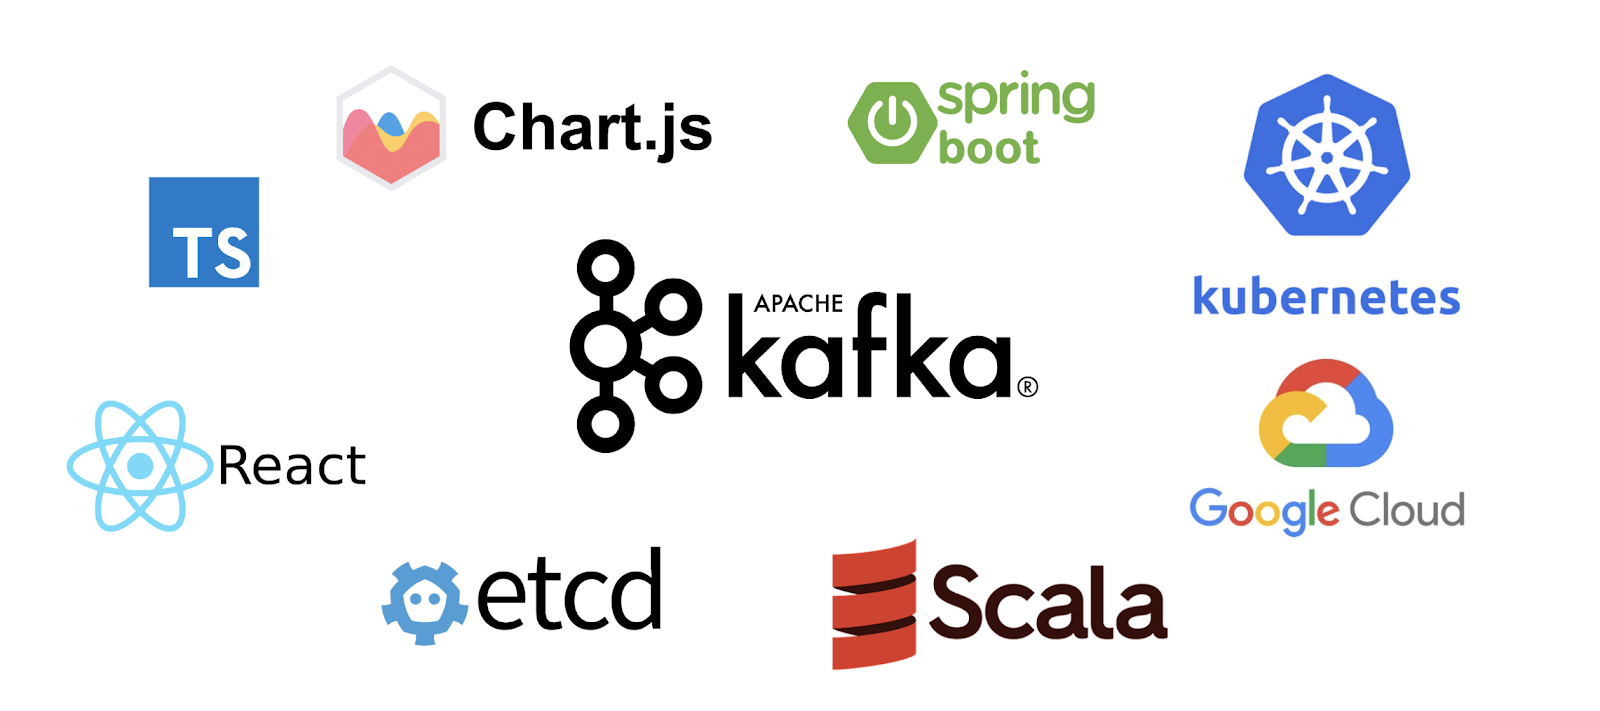 Chart.js
spring
boot
TS
kubernetes
APACHE
kafka®
React
Google Cloud
etcd
Scala